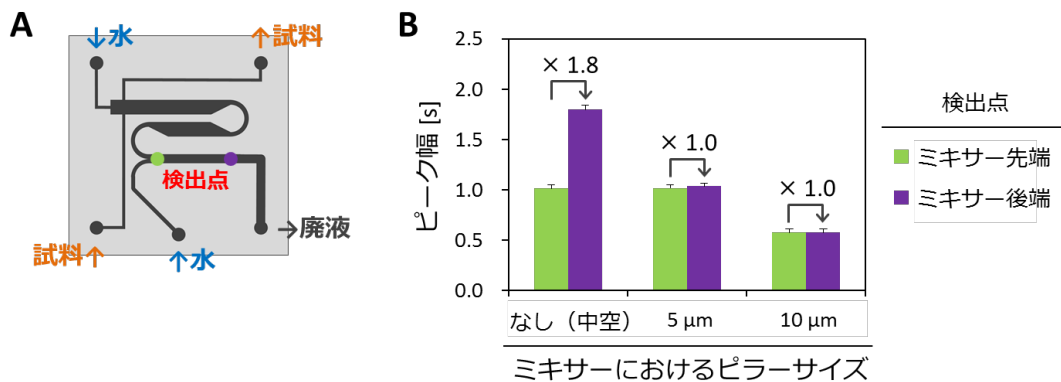 A
↓水
↑試料
検出点
試料↑
↑水
→廃液
B
ピーク幅 [s]
2.5
2.0
1.5
1.0
0.5
0.0
× 1.8
× 1.0
× 1.0
なし（中空）
5 µm
10 µm
ミキサーにおけるピラーサイズ
検出点
ミキサー先端
ミキサー後端